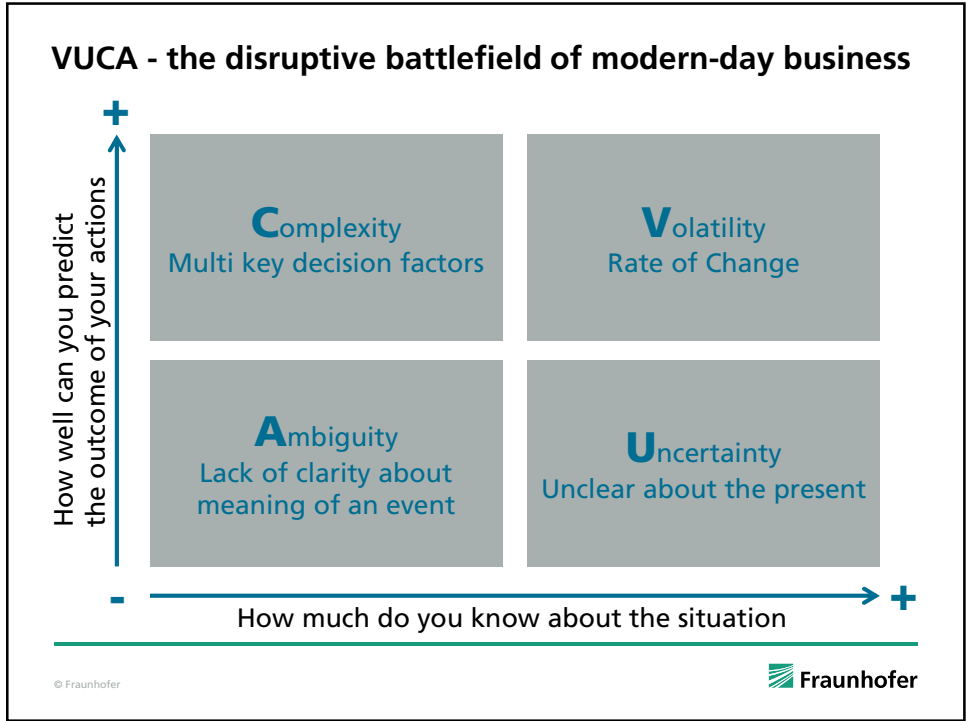 VUCA - the disruptive battlefield of modern-day business
+
How well can you predict
the outcome of your actions
Complexity
Multi key decision factors
Volatility
Rate of Change
Ambiguity
Lack of clarity about
meaning of an event
Uncertainty
Unclear about the present
-
+
How much do you know about the situation
© Fraunhofer
Fraunhofer